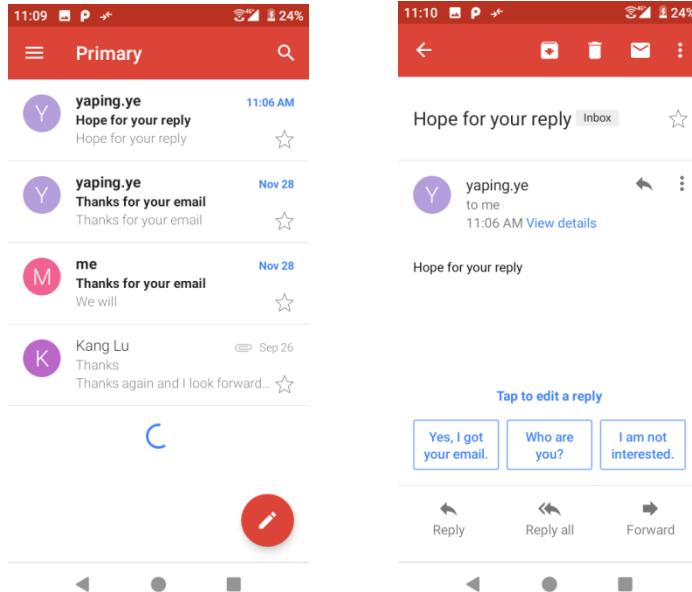 11:09 P 4G 24%
Primary
Y yaping.ye 11:06 AM
Hope for your reply
Hope for your reply
Y yaping.ye Nov 28
Thanks for your email
Thanks for your email
M me Nov 28
Thanks for your email
We will
K Kang Lu Sep 26
Thanks
Thanks again and I look forward...
11:10 P 4G 24%
Hope for your reply Inbox
Y yaping.ye
to me
11:06 AM View details
Hope for your reply
Tap to edit a reply
Yes, I got
your email.
Who are
you?
I am not
interested.
Reply Reply all Forward